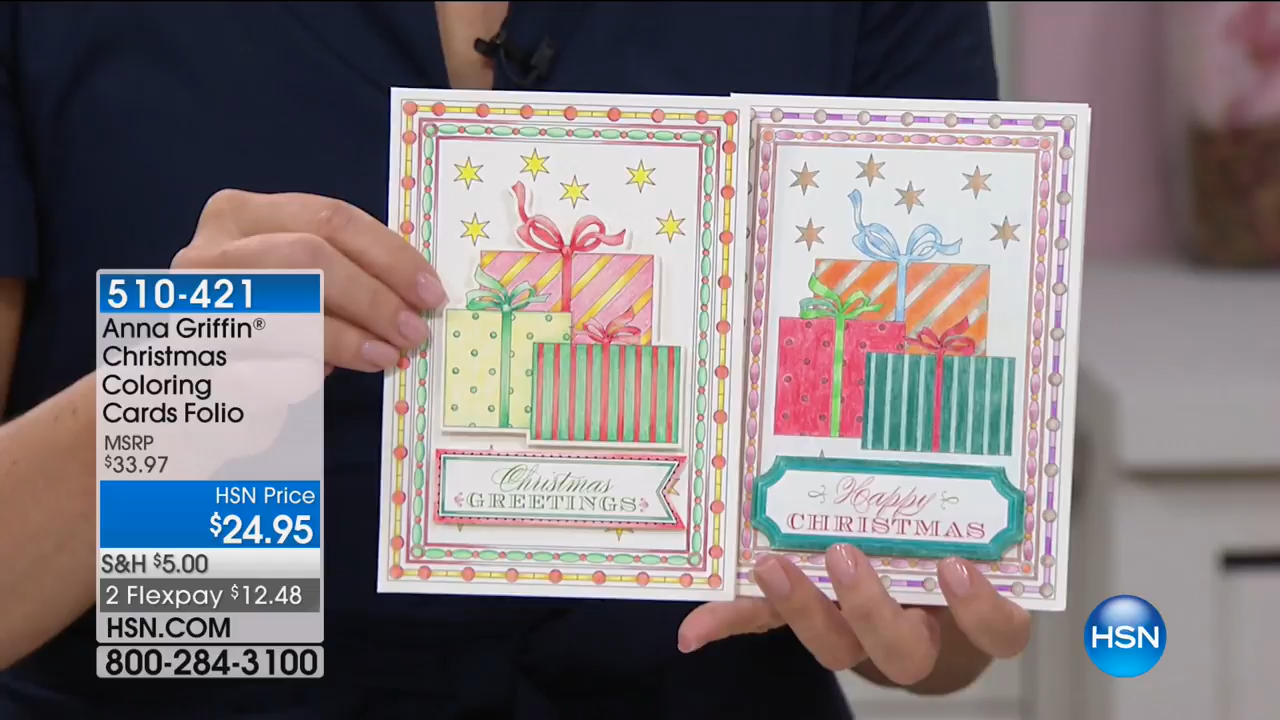 510-421
Anna Griffin®
Christmas
Coloring
Cards Folio
MSRP
$33.97
HSN Price
$24.95
S&H $5.00
2 Flexpay $12.48
HSN.COM
800-284-3100
Christmas
GREETINGS
Happy
CHRISTMAS
HSN